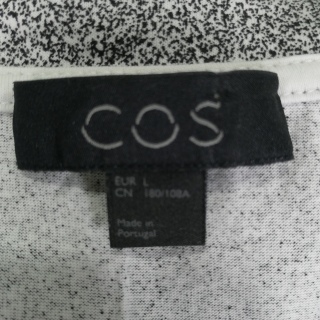 COS
EUR L
CN 180/108A
Made in
Portugal